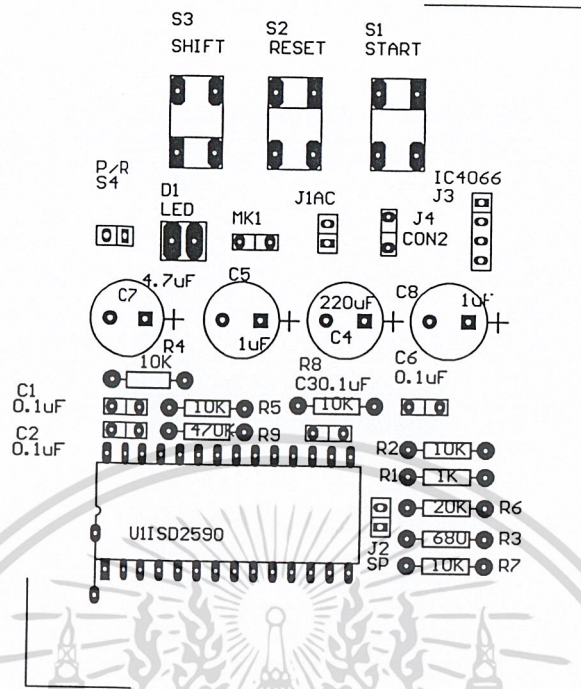 S3
SHIFT
S2
RESET
S1
START
P/R
S4
D1
LED
MK1
J1AC
J4
CON2
IC4066
J3
4.7uF
C7
C5
1uF
220uF
C4
C8
1uF
R4
10K
R8
C30.1uF
C6
0.1uF
C1
0.1uF
10K R5
10K
C2
0.1uF
470K R9
R2 10K
R1 1K
20K R6
680 R3
10K R7
U1ISD2590
J2
SP